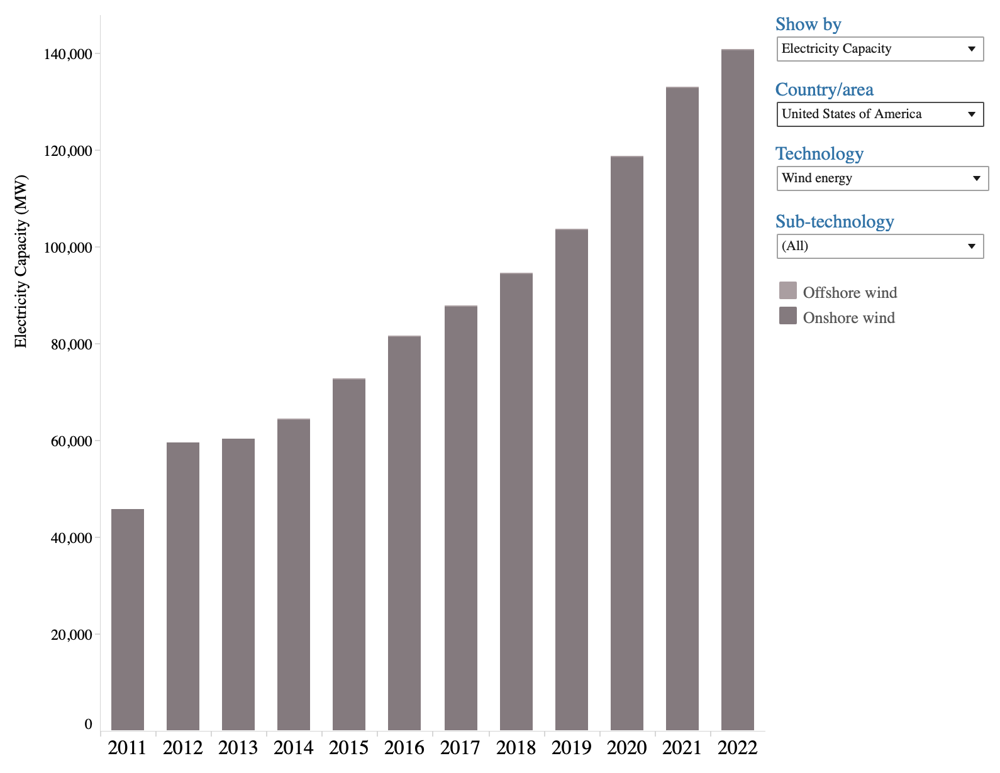 Electricity Capacity (MW)
140,000
120,000
100,000
80,000
60,000
40,000
20,000
0
2011 2012 2013 2014 2015 2016 2017 2018 2019 2020 2021 2022
Show by
Electricity Capacity
Country/area
United States of America
Technology
Wind energy
Sub-technology
(All)
Offshore wind
Onshore wind